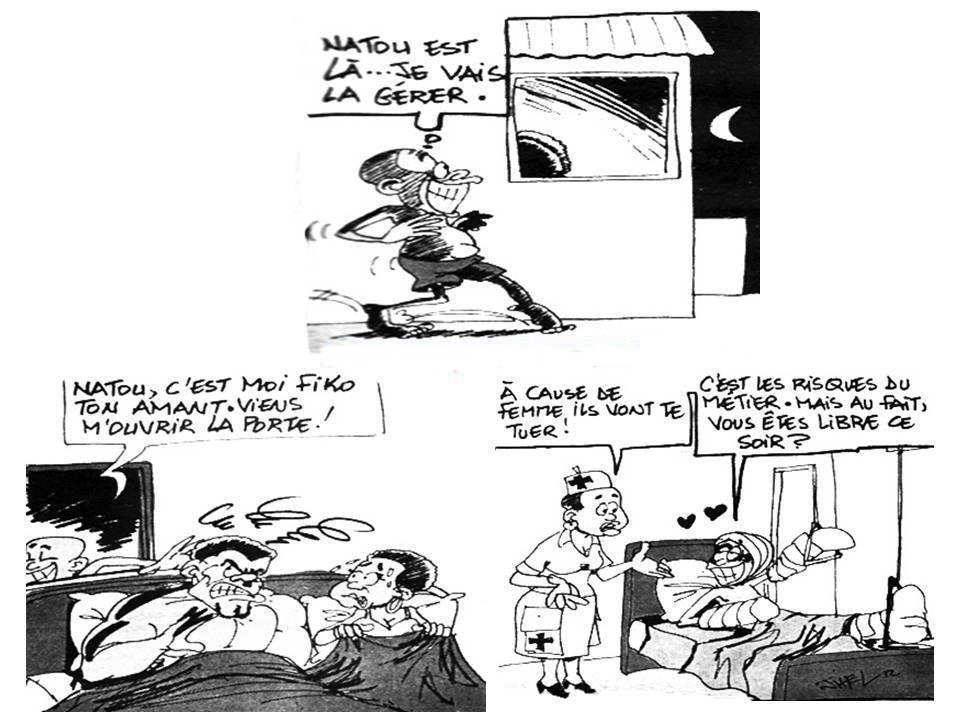 NATOU EST
LÀ...JE VAIS
LA GÉRER.
NATOU, C'EST MOI FIKO
TON AMANT. VIENS
M'OUVRIR LA PORTE!
À CAUSE DE
FEMME, ILS VONT TE
TUER!
C'EST LES RISQUES DU
MÉTIER. MAIS AU FAIT,
VOUS ÊTES LIBRE CE
SOIR?